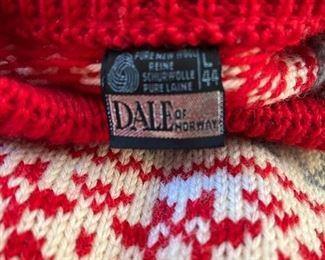 PURE NEW WOOL
REINE
SCHURWOLLE
PURE LAINE
L
44
DALE OF
NORWAY